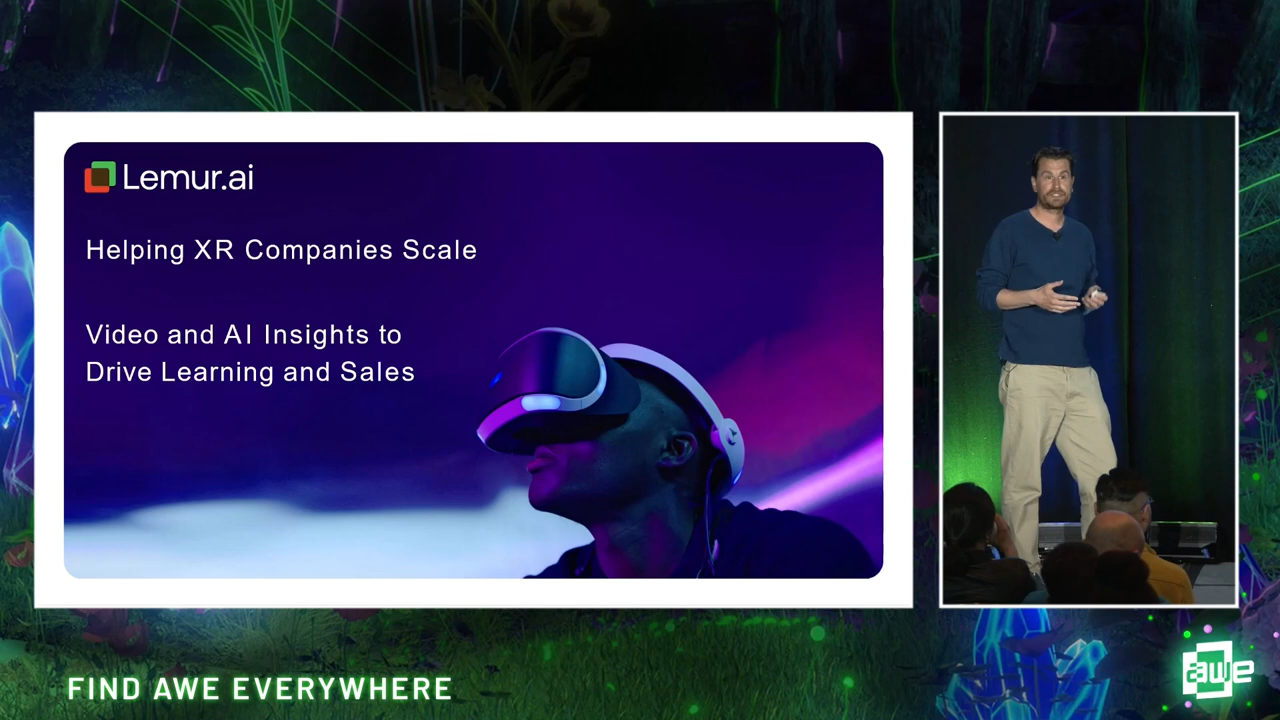 Lemur.ai
Helping XR Companies Scale
Video and AI Insights to
Drive Learning and Sales
FIND AWE EVERYWHERE
awe